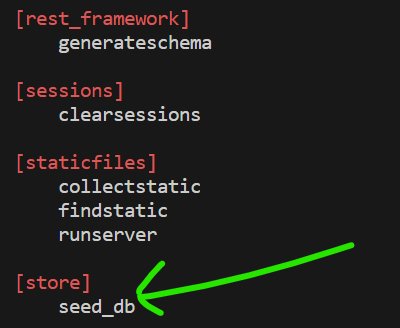 [rest_framework]
generateschema
[sessions]
clearsessions
[staticfiles]
collectstatic
findstatic
runserver
[store]
seed_db